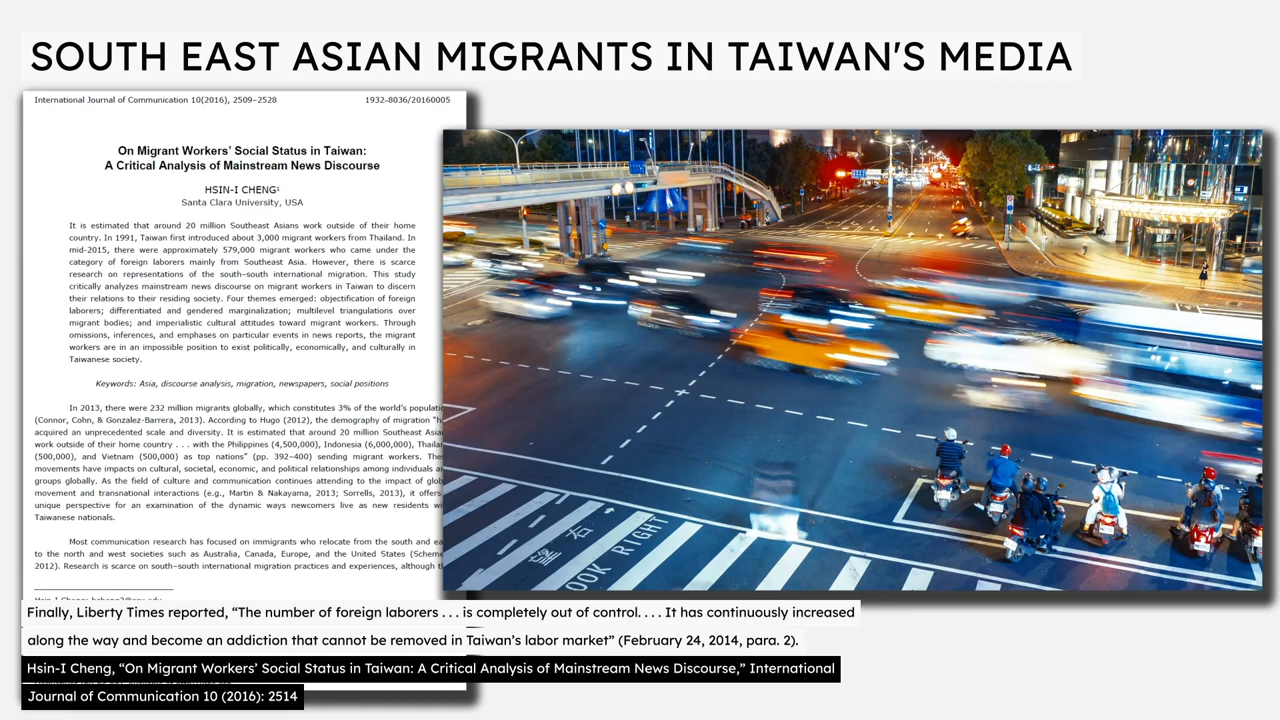 SOUTH EAST ASIAN MIGRANTS IN TAIWAN'S MEDIA
International Journal of Communication 10(2016), 2509–2528 1932-8036/20160005
On Migrant Workers' Social Status in Taiwan:
A Critical Analysis of Mainstream News Discourse
HSIN-I CHENG¹
Santa Clara University, USA
It is estimated that around 20 million Southeast Asians work outside of their home
country. In 1991, Taiwan first introduced about 3,000 migrant workers from Thailand. In
mid-2015, there were approximately 579,000 migrant workers who came under the
category of foreign laborers mainly from Southeast Asia. However, there is scarce
research on representations of the south–south international migration. This study
critically analyzes mainstream news discourse on migrant workers in Taiwan to discern
their relations to their residing society. Four themes emerged: objectification of foreign
laborers; differentiated and gendered marginalization; multilevel triangulations over
migrant bodies; and imperialistic cultural attitudes toward migrant workers. Through
omissions, inferences, and emphases on particular events in news reports, the migrant
workers are in an impossible position to exist politically, economically, and culturally in
Taiwanese society.
Keywords: Asia, discourse analysis, migration, newspapers, social positions
In 2013, there were 232 million migrants globally, which constitutes 3% of the world's
(Connor, Cohn, & Gonzalez-Barrera, 2013). According to Hugo (2012), the demography of migration
acquired an unprecedented scale and diversity. It is estimated that around 20 million Southeast
work outside of their home country . . . with the Philippines (4,500,000), Indonesia (6,000,000),
(500,000), and Vietnam (500,000) as top nations" (pp. 392–400) sending migrant workers.
movements have impacts on cultural, societal, economic, and political relationships among individuals
groups globally. As the field of culture and communication continues attending to the impact of
movement and transnational interactions (e.g., Martin & Nakayama, 2013; Sorrells, 2013), it offers
unique perspective for an examination of the dynamic ways newcomers live as new residents
Taiwanese nationals.
Most communication research has focused on immigrants who relocate from the south and
to the north and west societies such as Australia, Canada, Europe, and the United States
2012). Research is scarce on south–south international migration practices and experiences, although
望 右
LOOK RIGHT
Finally, Liberty Times reported, “The number of foreign laborers . . . is completely out of control. . . . It has continuously increased
along the way and become an addiction that cannot be removed in Taiwan’s labor market” (February 24, 2014, para. 2).
Hsin-I Cheng, “On Migrant Workers’ Social Status in Taiwan: A Critical Analysis of Mainstream News Discourse,” International
Journal of Communication 10 (2016): 2514